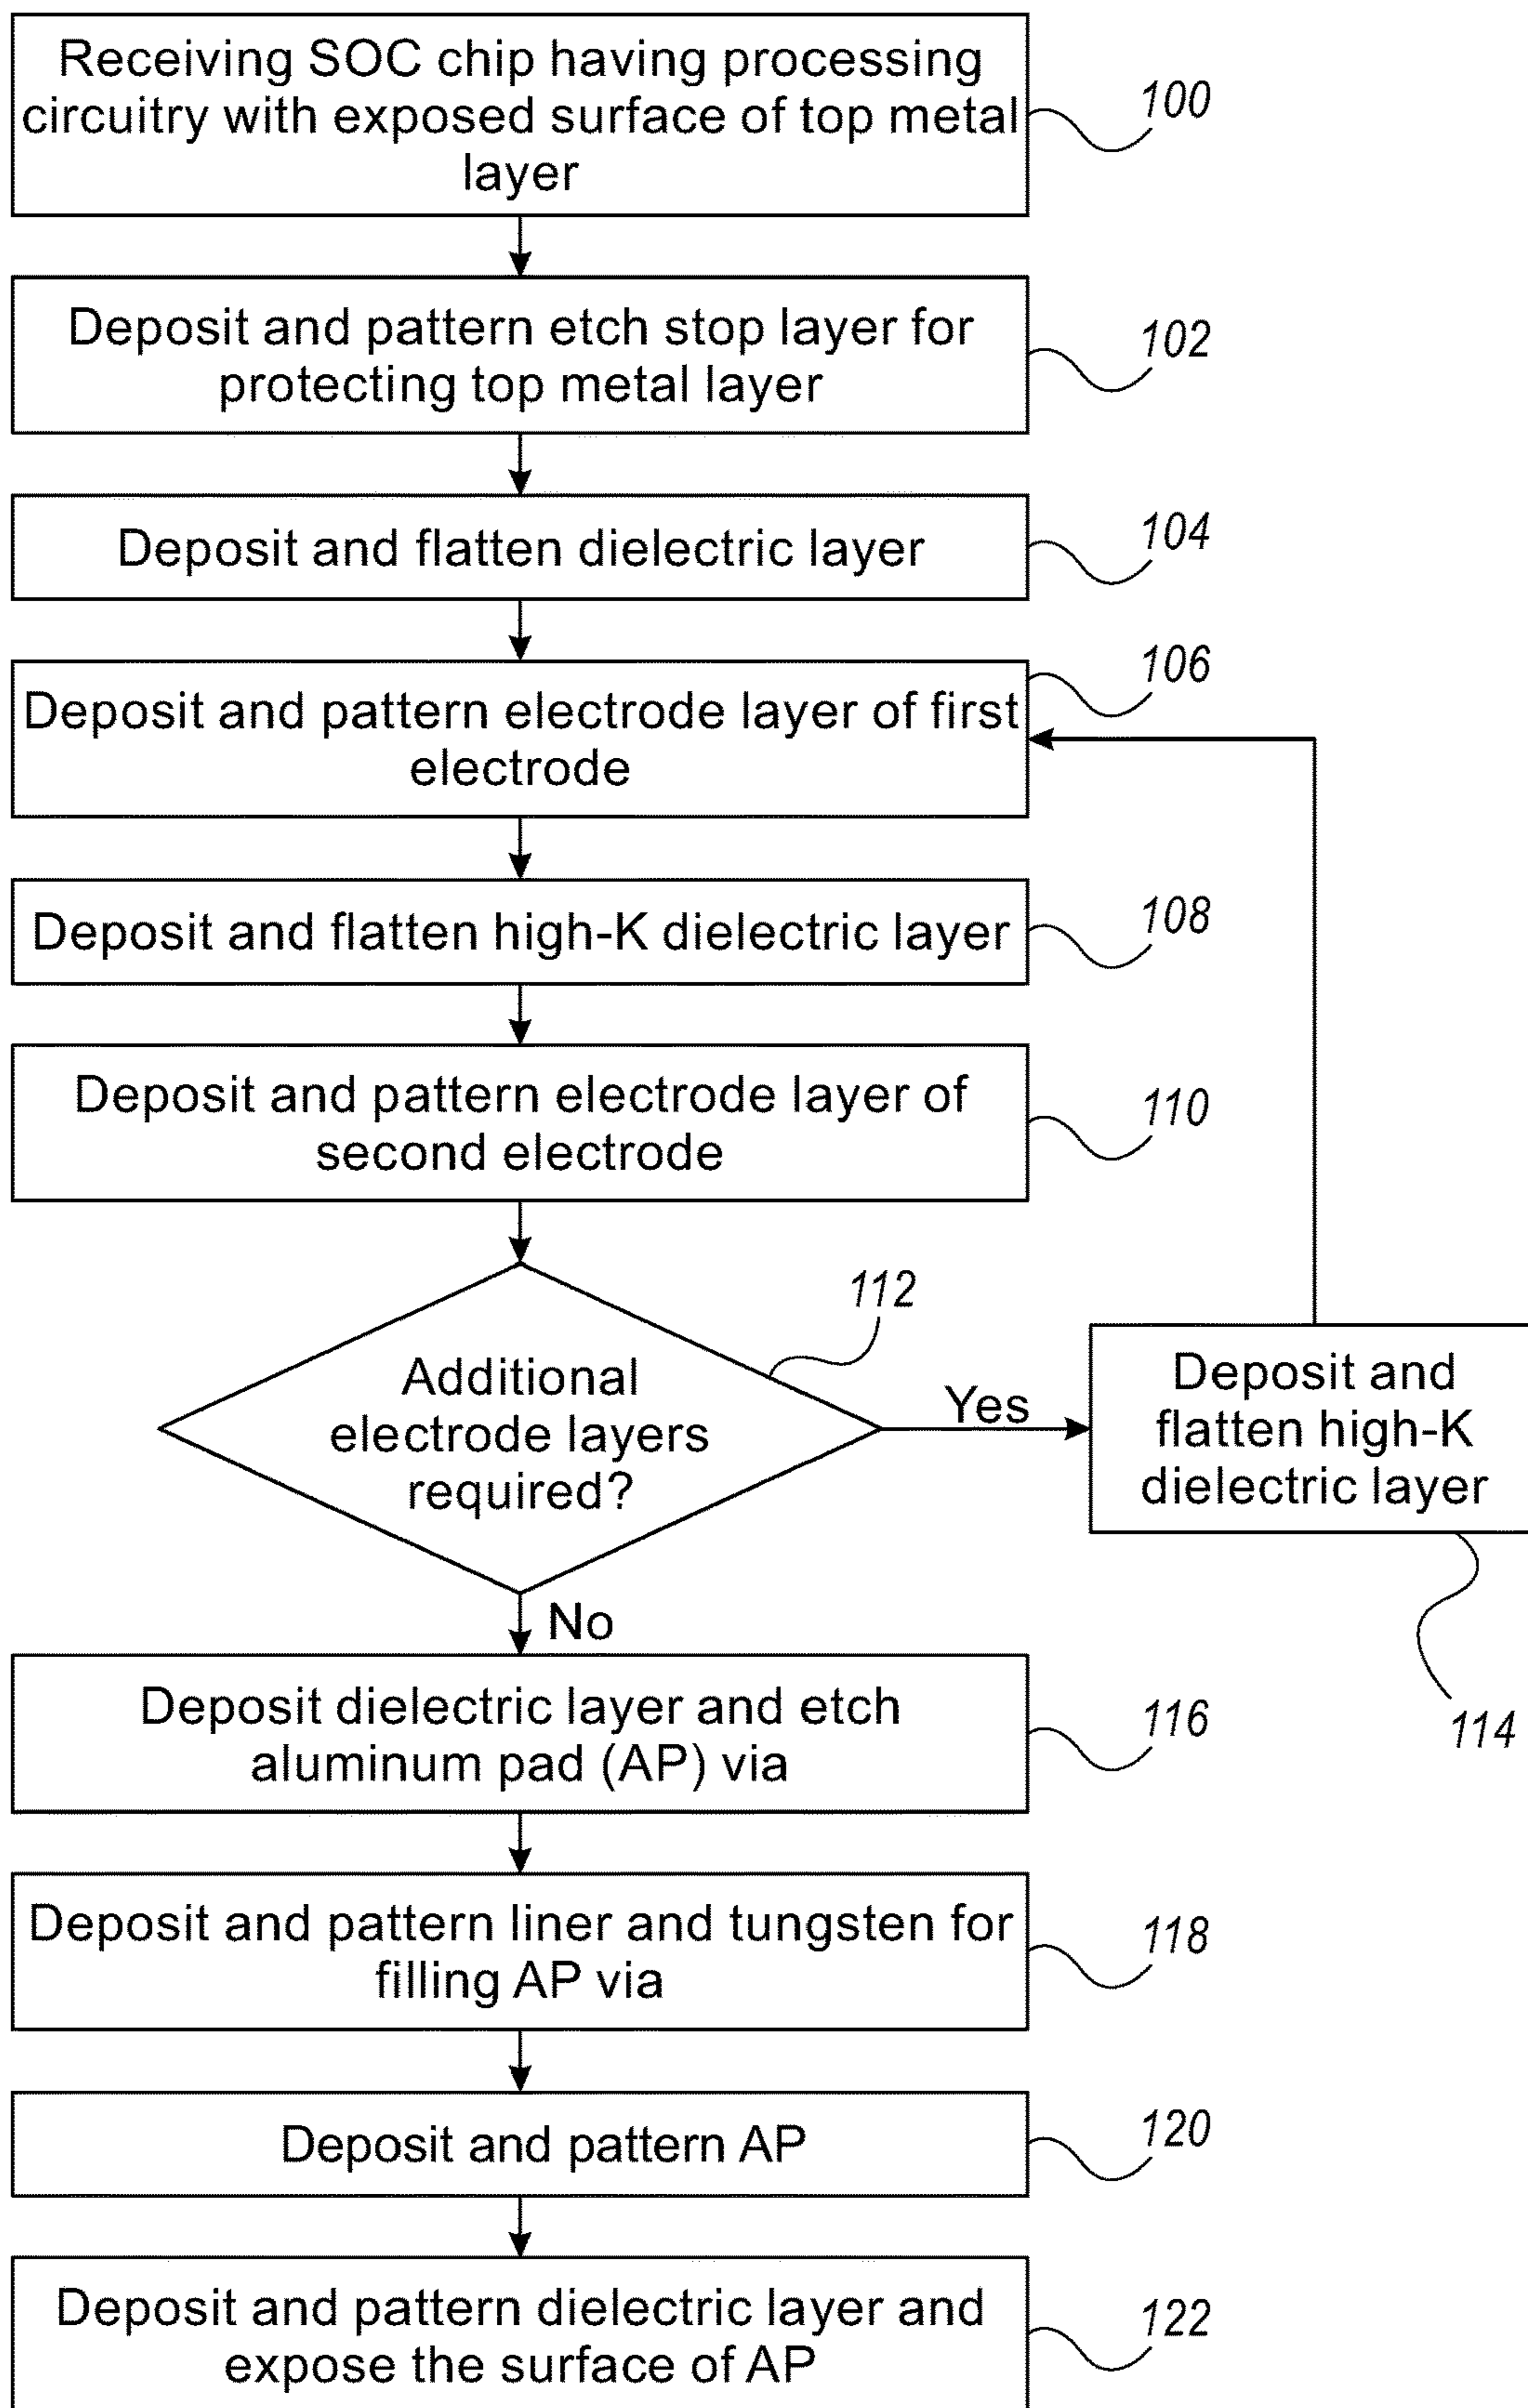 Receiving SOC chip having processing
circuitry with exposed surface of top metal
layer
100
Deposit and pattern etch stop layer for
protecting top metal layer
102
Deposit and flatten dielectric layer
104
Deposit and pattern electrode layer of first
electrode
106
Deposit and flatten high-K dielectric layer
108
Deposit and pattern electrode layer of
second electrode
110
Additional
electrode layers
required?
112
Yes
Deposit and
flatten high-K
dielectric layer
114
No
Deposit dielectric layer and etch
aluminum pad (AP) via
116
Deposit and pattern liner and tungsten for
filling AP via
118
Deposit and pattern AP
120
Deposit and pattern dielectric layer and
expose the surface of AP
122